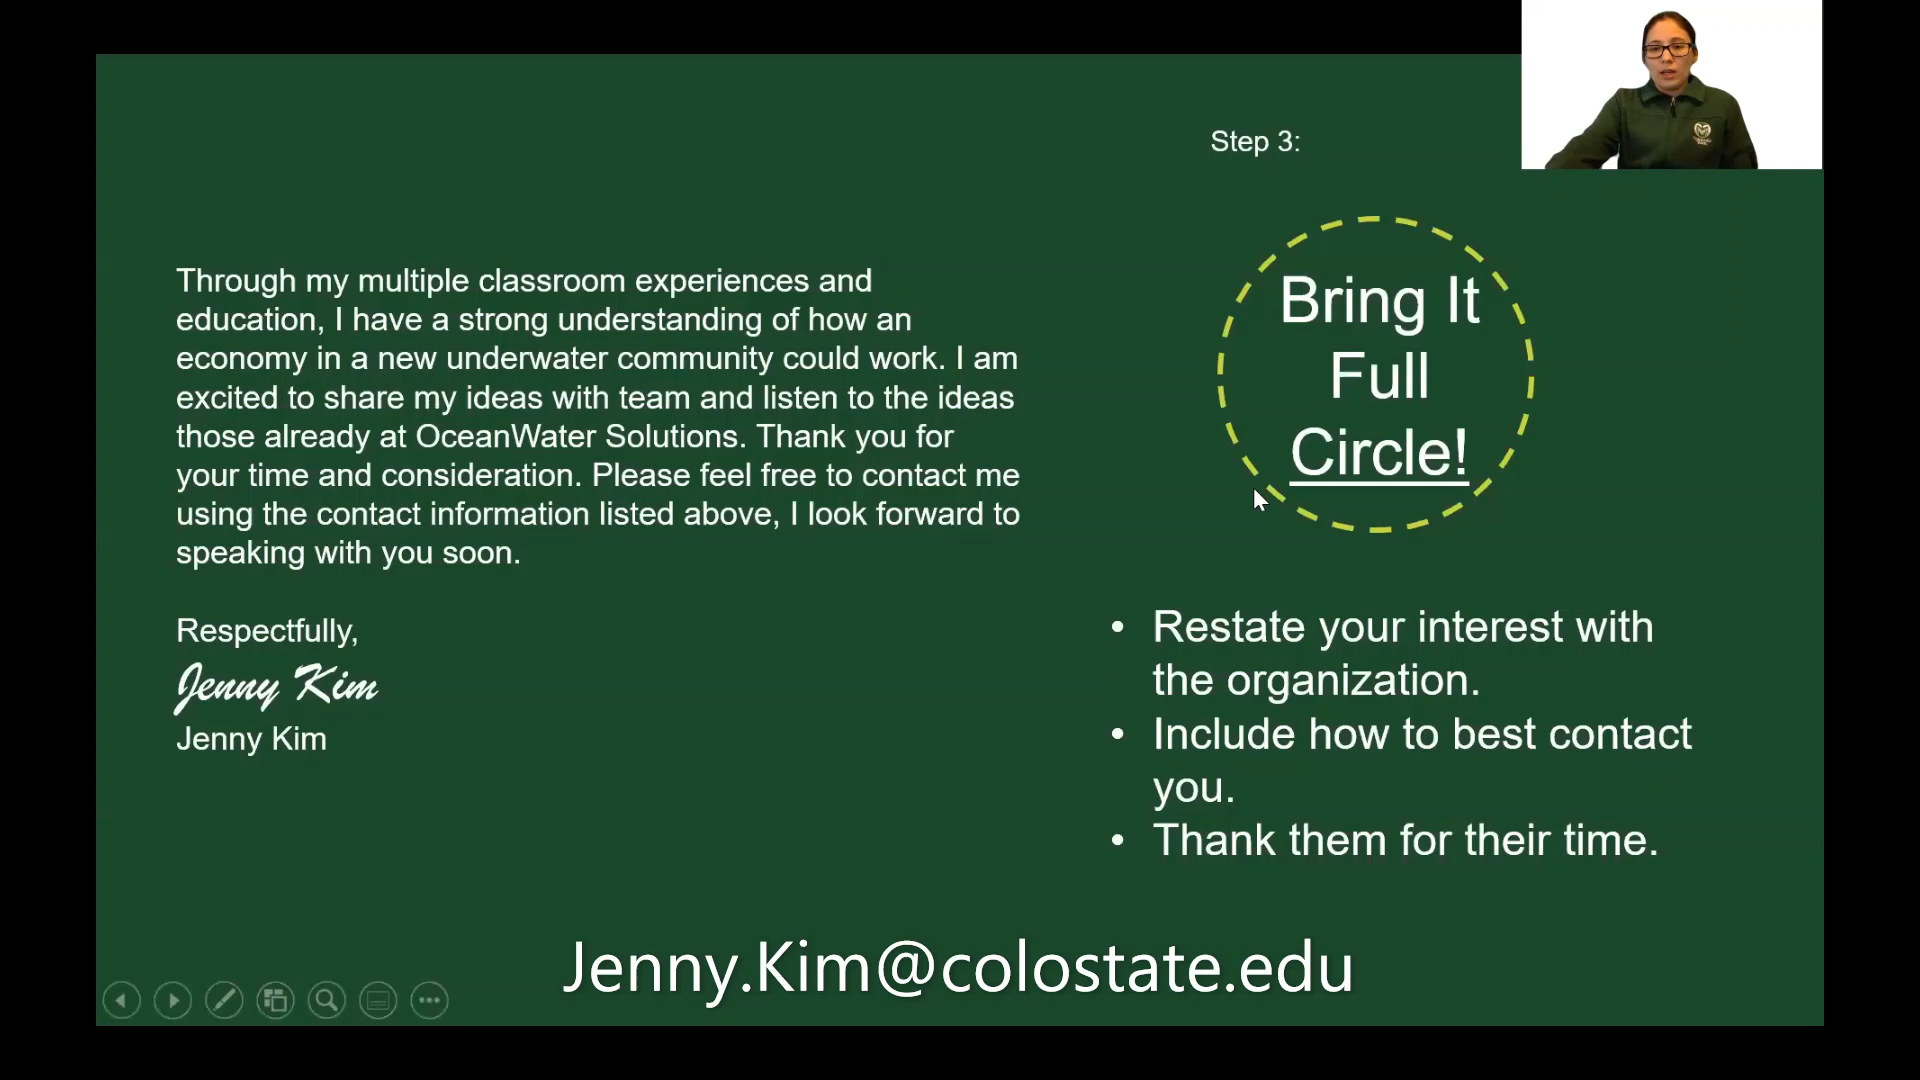 Step 3:
Bring It
Full
Circle!
Through my multiple classroom experiences and
education, I have a strong understanding of how an
economy in a new underwater community could work. I am
excited to share my ideas with team and listen to the ideas
those already at OceanWater Solutions. Thank you for
your time and consideration. Please feel free to contact me
using the contact information listed above, I look forward to
speaking with you soon.
Respectfully,
Jenny Kim
Jenny Kim
• Restate your interest with
the organization.
• Include how to best contact
you.
• Thank them for their time.
Jenny.Kim@colostate.edu